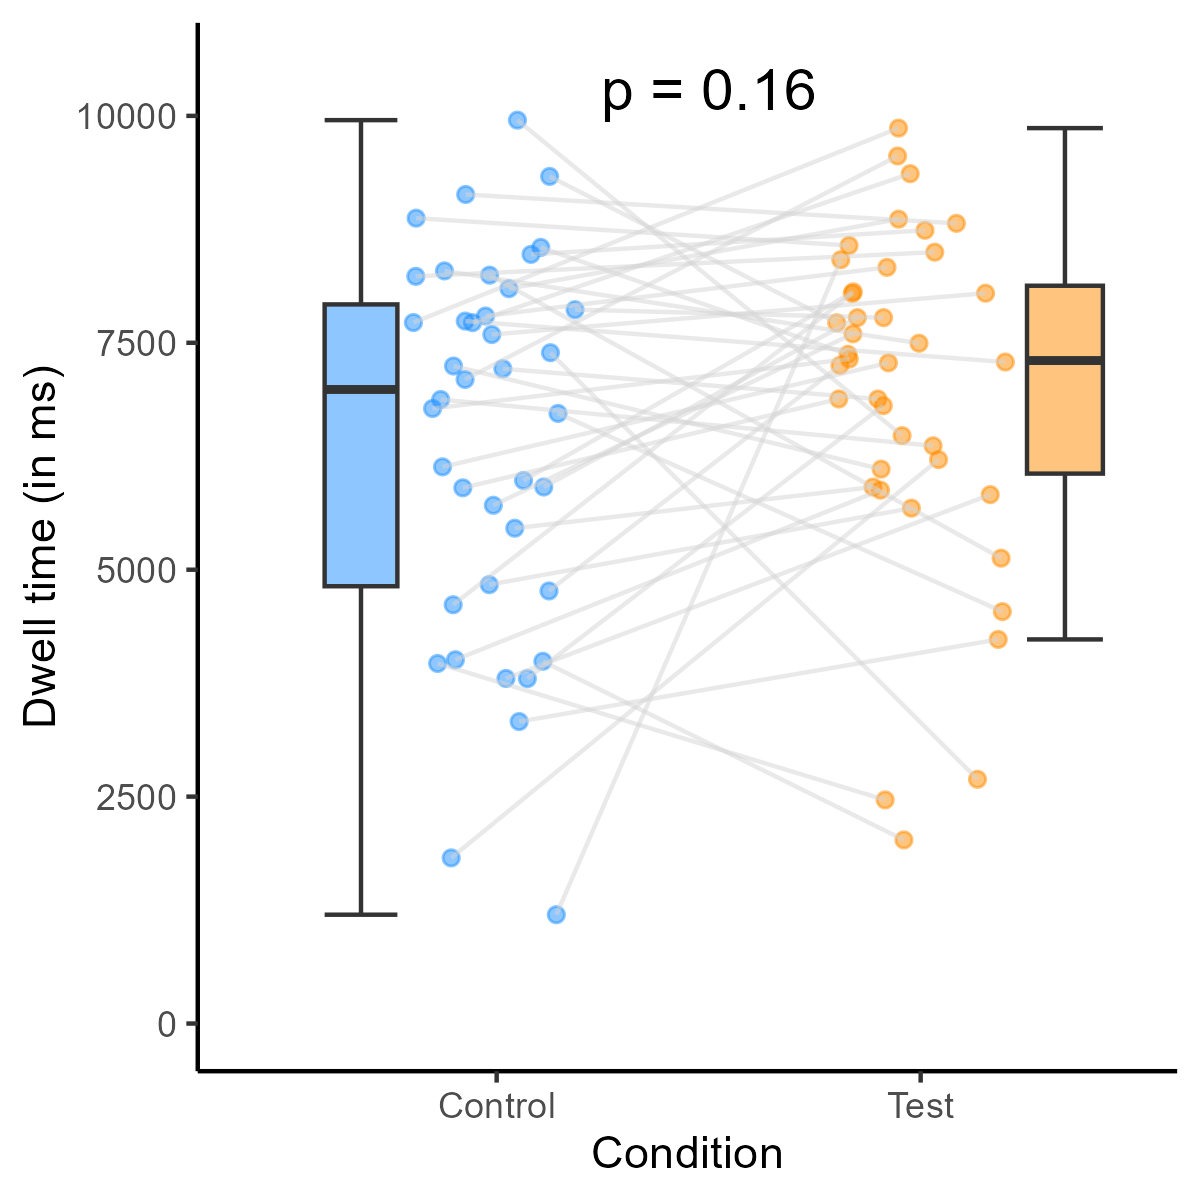 p = 0.16
10000
7500
5000
2500
0
Dwell time (in ms)
Control
Test
Condition